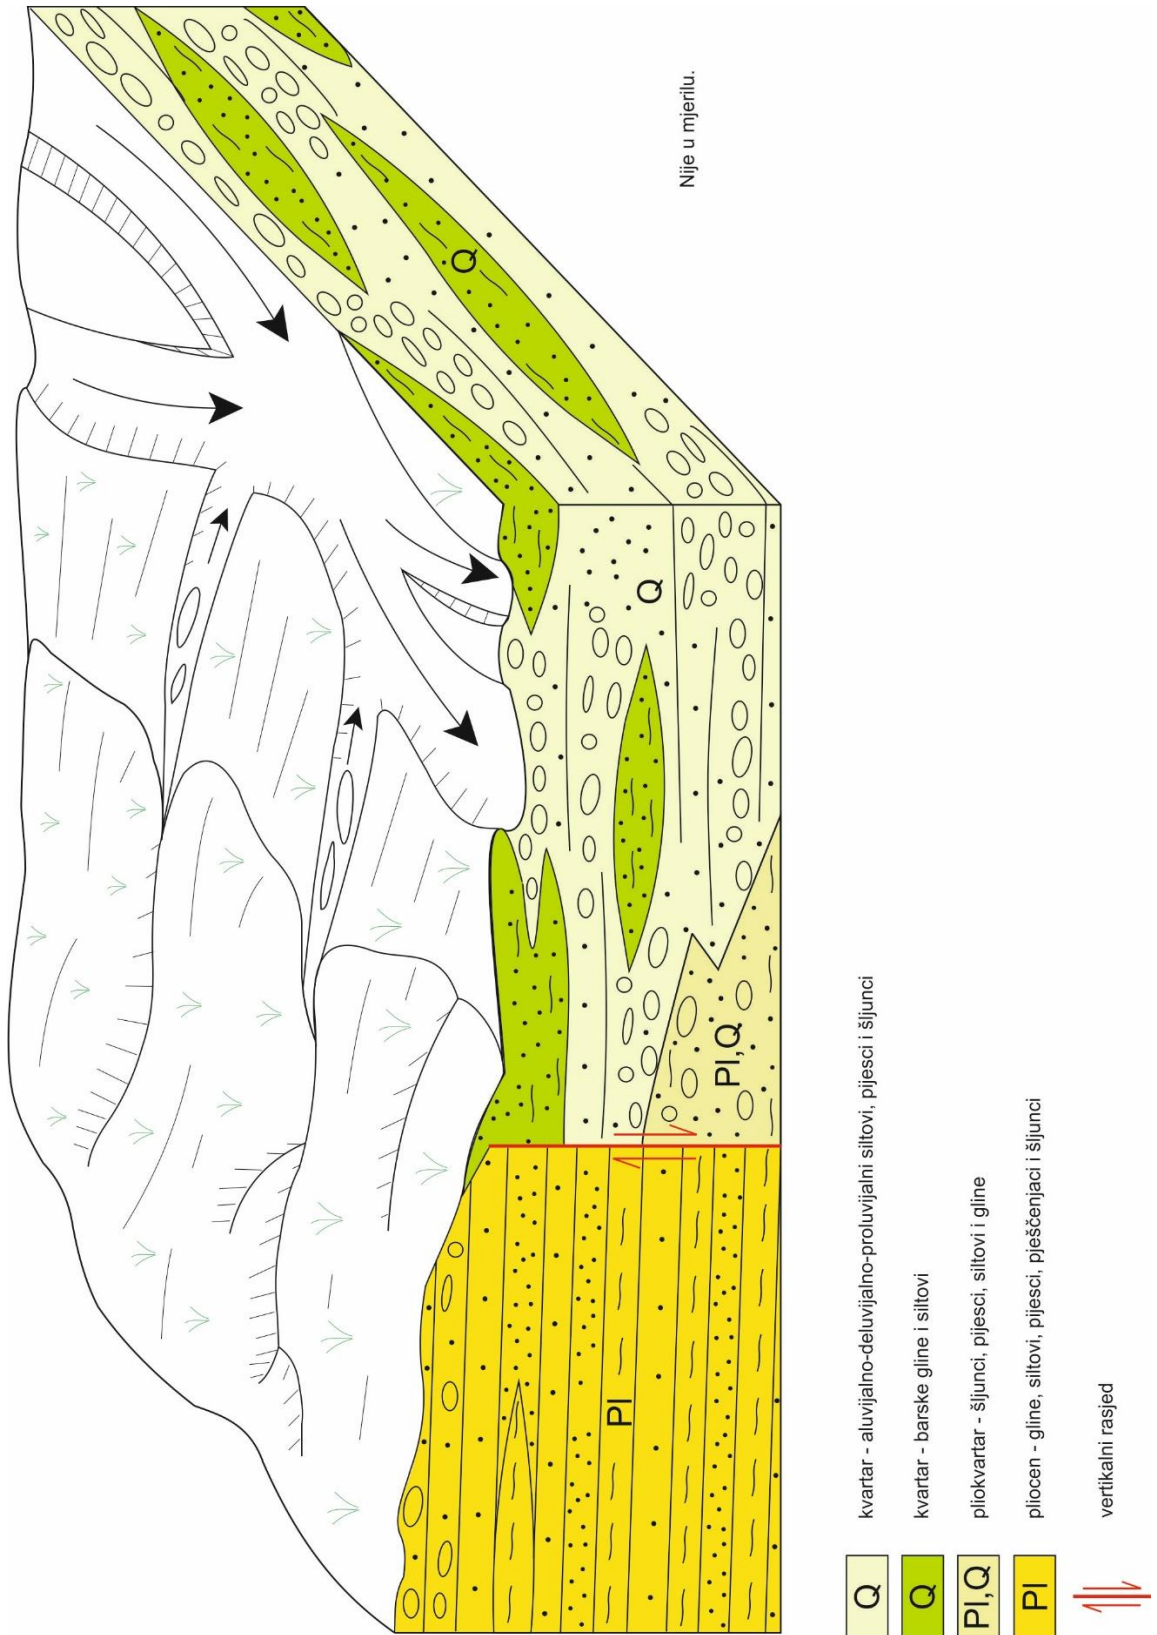 Nije u mjerilu.
Q
Q
Pl,Q
Pl
Q kvartar - aluvijalno-deluvijalno-proluvijalni siltovi, pijesci i šljunci
Q kvartar - barske gline i siltovi
Pl,Q pliokvartar - šljunci, pijesci, siltovi i gline
Pl pliocen - gline, siltovi, pijesci, pješčenjaci i šljunci
vertikalni rasjed